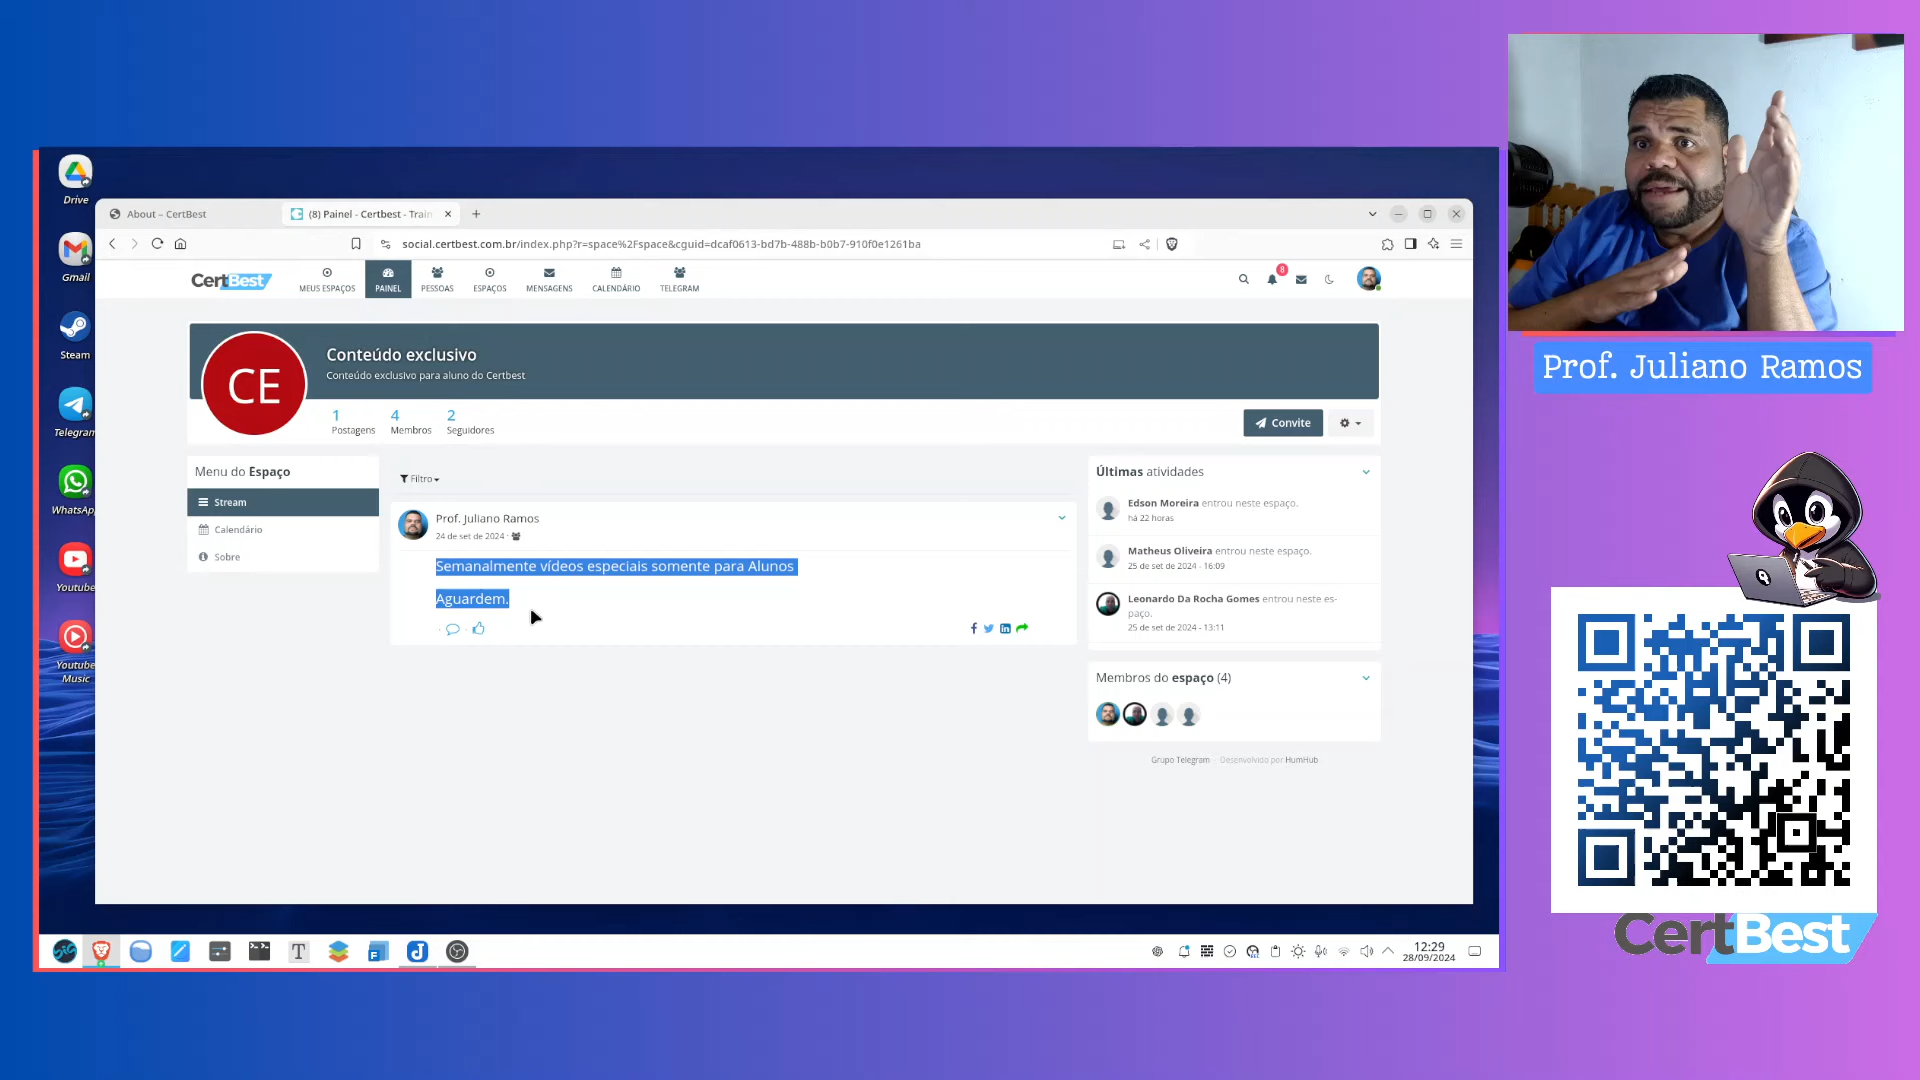 Drive
Gmail
Steam
Telegram
WhatsApp
Youtube
Youtube
Music
About – CertBest
(8) Painel - Certbest - Train
social.certbest.com.br/index.php?r=space%2Fspace&cguid=dcaf0613-bd7b-488b-b0b7-910f0e1261ba
CertBest
MEUS ESPAÇOS
PAINEL
PESSOAS
ESPAÇOS
MENSAGENS
CALENDÁRIO
TELEGRAM
8
CE
Conteúdo exclusivo
Conteúdo exclusivo para aluno do Certbest
1
Postagens
4
Membros
2
Seguidores
Convite
Menu do Espaço
Stream
Calendário
Sobre
Filtro
Prof. Juliano Ramos
24 de set de 2024 ·
Semanalmente vídeos especiais somente para Alunos
Aguardem.
Últimas atividades
Edson Moreira entrou neste espaço.
há 22 horas
Matheus Oliveira entrou neste espaço.
25 de set de 2024 - 16:09
Leonardo Da Rocha Gomes entrou neste es-
paço.
25 de set de 2024 - 13:11
Membros do espaço (4)
Grupo Telegram · Desenvolvido por HumHub
12:29
28/09/2024
Prof. Juliano Ramos
CertBest